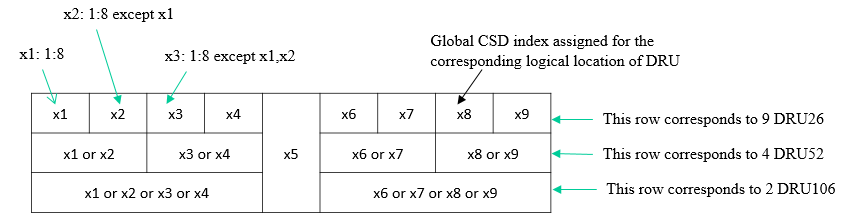 x2: 1:8 except x1
Global CSD index assigned for the
x1: 1:8
x3: 1:8 except x1,x2
corresponding logical location of DRU
x1 x2 x3 x4 x6 x7 x8 x9
This row corresponds to 9 DRU26
x1 or x2 x3 or x4 x5 x6 or x7 x8 or x9
This row corresponds to 4 DRU52
x1 or x2 or x3 or x4 x6 or x7 or x8 or x9
This row corresponds to 2 DRU106